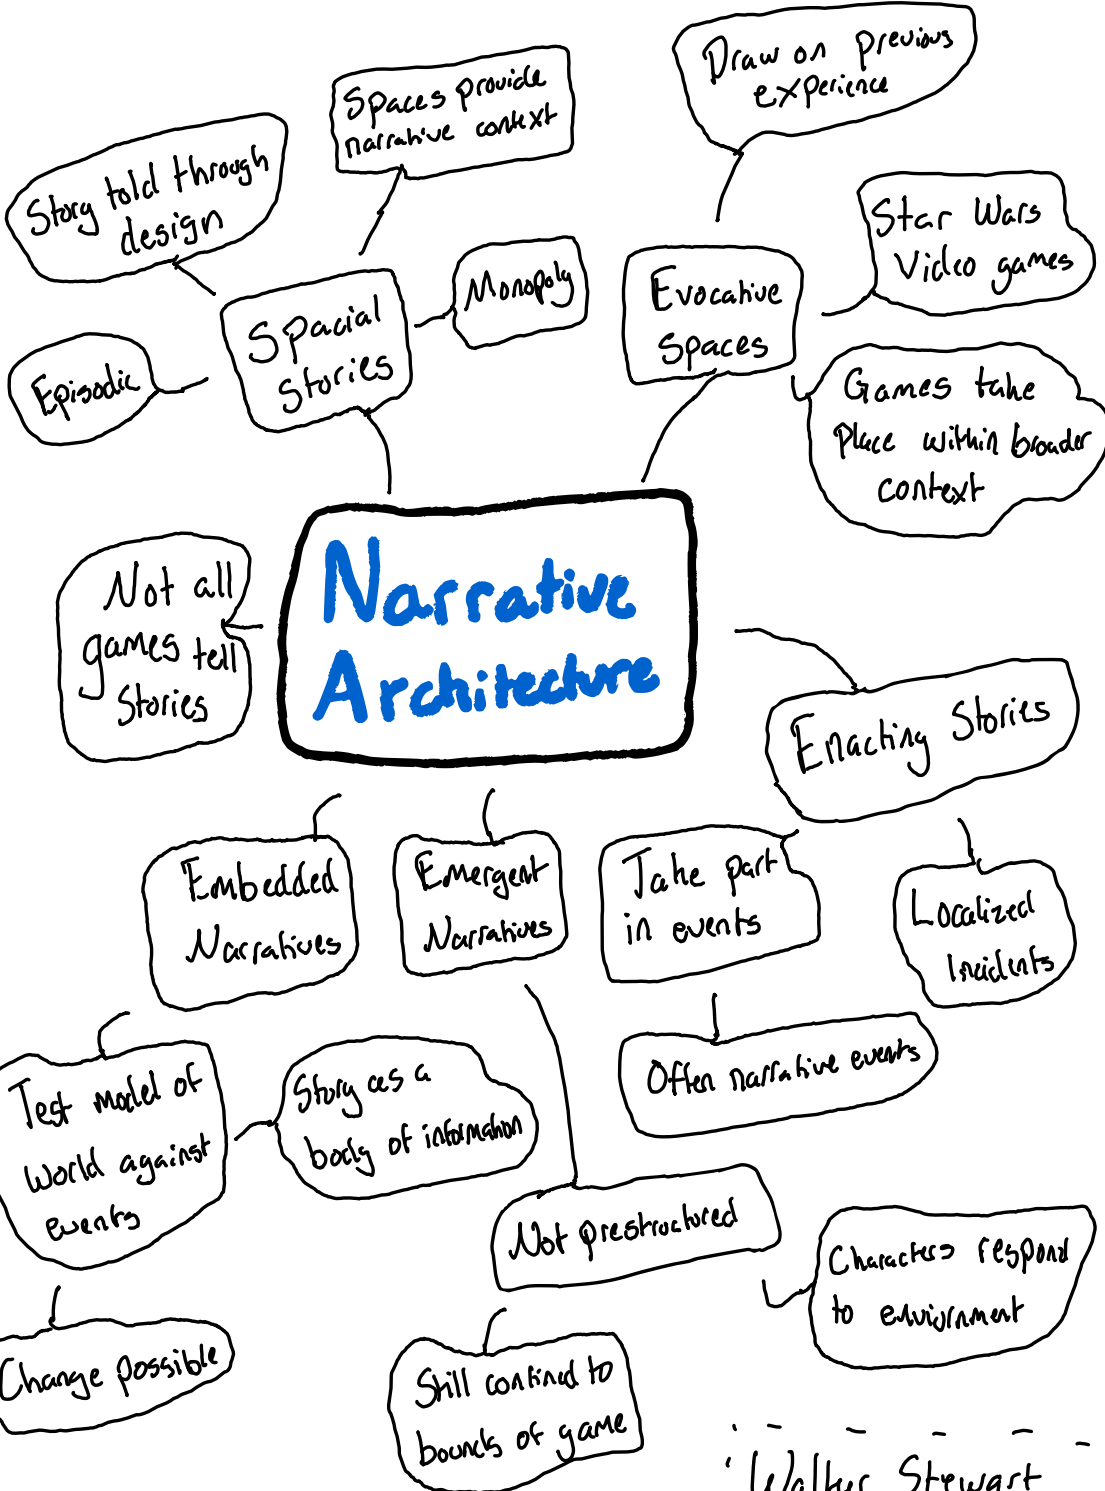 Draw on previous
experience
Spaces provide
narrative context
Story told through
design
Star Wars
Video games
Monopoly
Evocative
Spaces
Spacial
Stories
Episodic
Games take
Place within broader
context
Narrative
Architecture
Not all
games tell
Stories
Enacting Stories
Embedded
Narratives
Emergent
Narratives
Take part
in events
Localized
Incidents
Often narrative events
Test model of
World against
events
Story as a
body of information
Not prestructured
Characters respond
to enviornment
Change possible
Still confined to
bounds of game
Walker Stewart